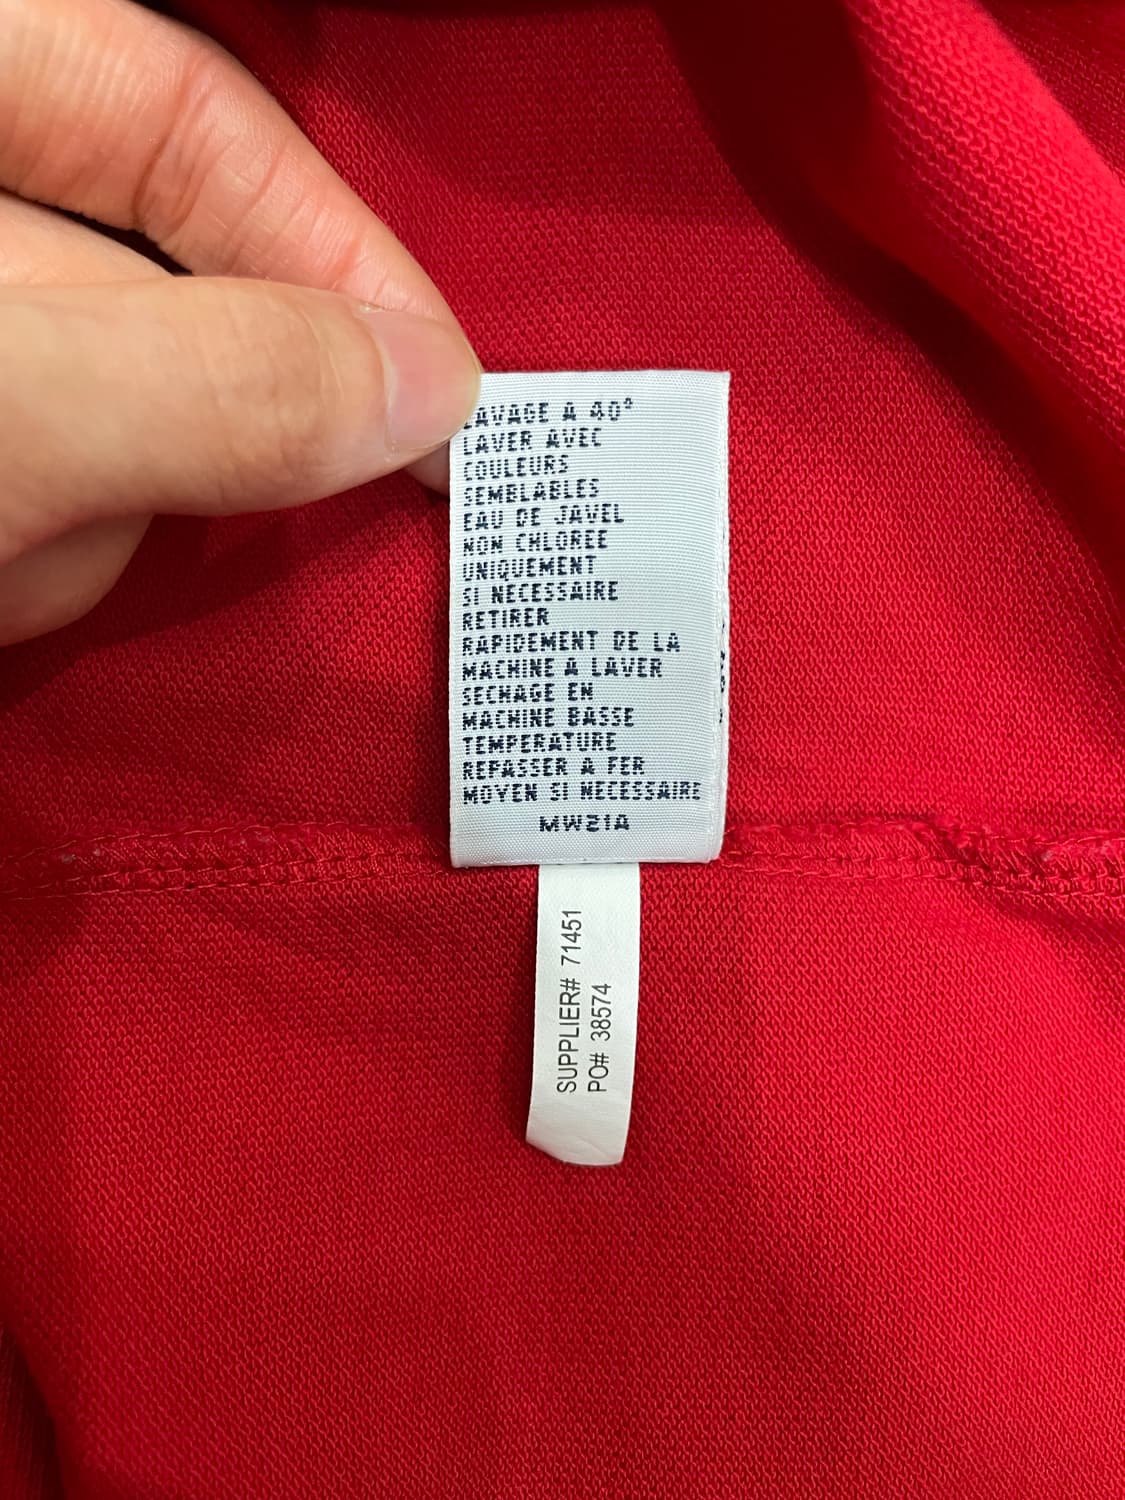 LAVAGE A 40°
LAVER AVEC
COULEURS
SEMBLABLES
EAU DE JAVEL
NON CHLOREE
UNIQUEMENT
SI NECESSAIRE
RETIRER
RAPIDEMENT DE LA
MACHINE A LAVER
SECHAGE EN
MACHINE BASSE
TEMPERATURE
REPASSER A FER
MOYEN SI NECESSAIRE
MW21A
SUPPLIER# 71451
PO# 38574